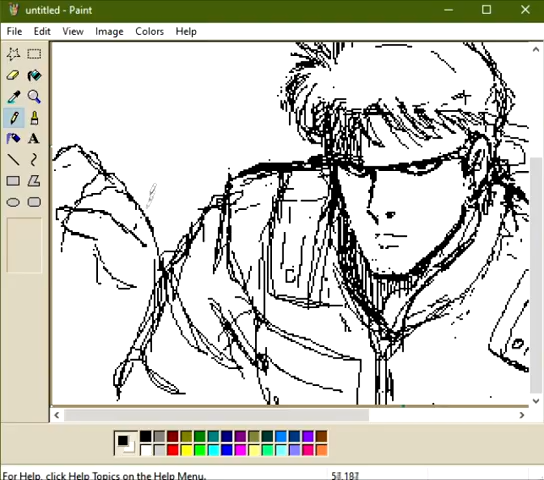 untitled - Paint
File Edit View Image Colors Help
A
For Help, click Help Topics on the Help Menu.